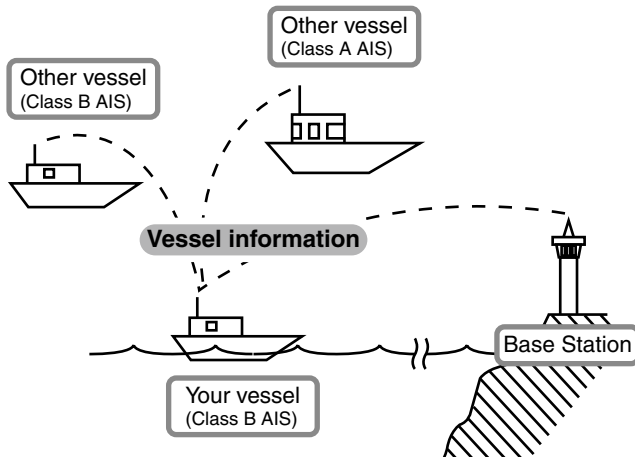 Other vessel
(Class A AIS)
Other vessel
(Class B AIS)
Vessel information
Base Station
Your vessel
(Class B AIS)